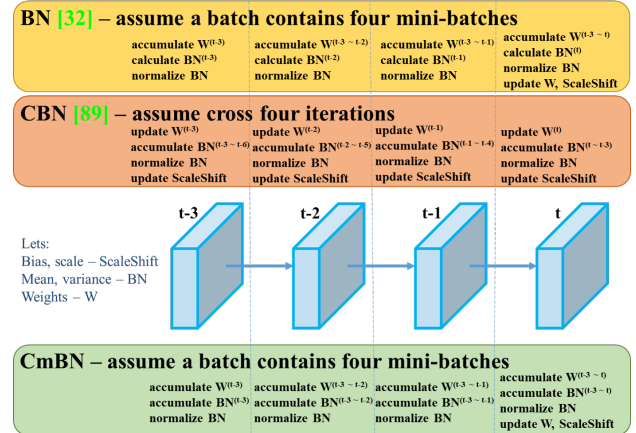 BN [32] – assume a batch contains four mini-batches
accumulate W(t-3) accumulate W(t-3 ~ t-2) accumulate W(t-3 ~ t-1) accumulate W(t-3 ~ t)
calculate BN(t-3) calculate BN(t-2) calculate BN(t-1) calculate BN(t)
normalize BN normalize BN normalize BN normalize BN
update W, ScaleShift
CBN [89] – assume cross four iterations
update W(t-3) update W(t-2) update W(t-1) update W(t)
accumulate BN(t-3 ~ t-6) accumulate BN(t-2 ~ t-5) accumulate BN(t-1 ~ t-4) accumulate BN(t ~ t-3)
normalize BN normalize BN normalize BN normalize BN
update ScaleShift update ScaleShift update ScaleShift update ScaleShift
t-3 t-2 t-1 t
Lets:
Bias, scale – ScaleShift
Mean, variance – BN
Weights – W
CmBN – assume a batch contains four mini-batches
accumulate W(t-3) accumulate W(t-3 ~ t-2) accumulate W(t-3 ~ t-1) accumulate W(t-3 ~ t)
accumulate BN(t-3) accumulate BN(t-3 ~ t-2) accumulate BN(t-3 ~ t-1) accumulate BN(t-3 ~ t)
normalize BN normalize BN normalize BN normalize BN
update W, ScaleShift